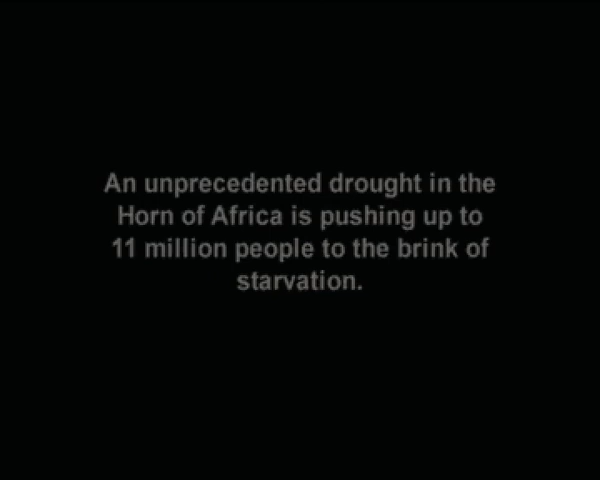 An unprecedented drought in the
Horn of Africa is pushing up to
11 million people to the brink of
starvation.